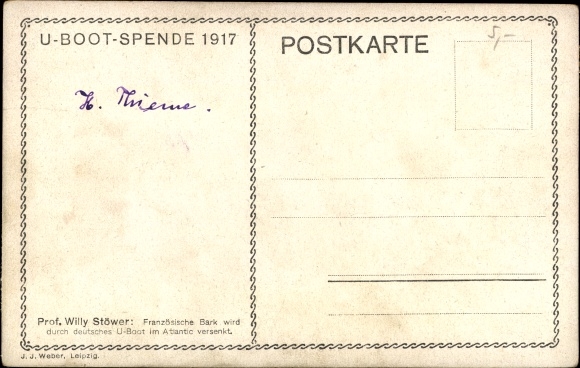 U-BOOT-SPENDE 1917
POSTKARTE
5,-
H. Thieme.
Prof. Willy Stöwer: Französische Bark wird
durch deutsches U-Boot im Atlantic versenkt.
J. J. Weber, Leipzig.